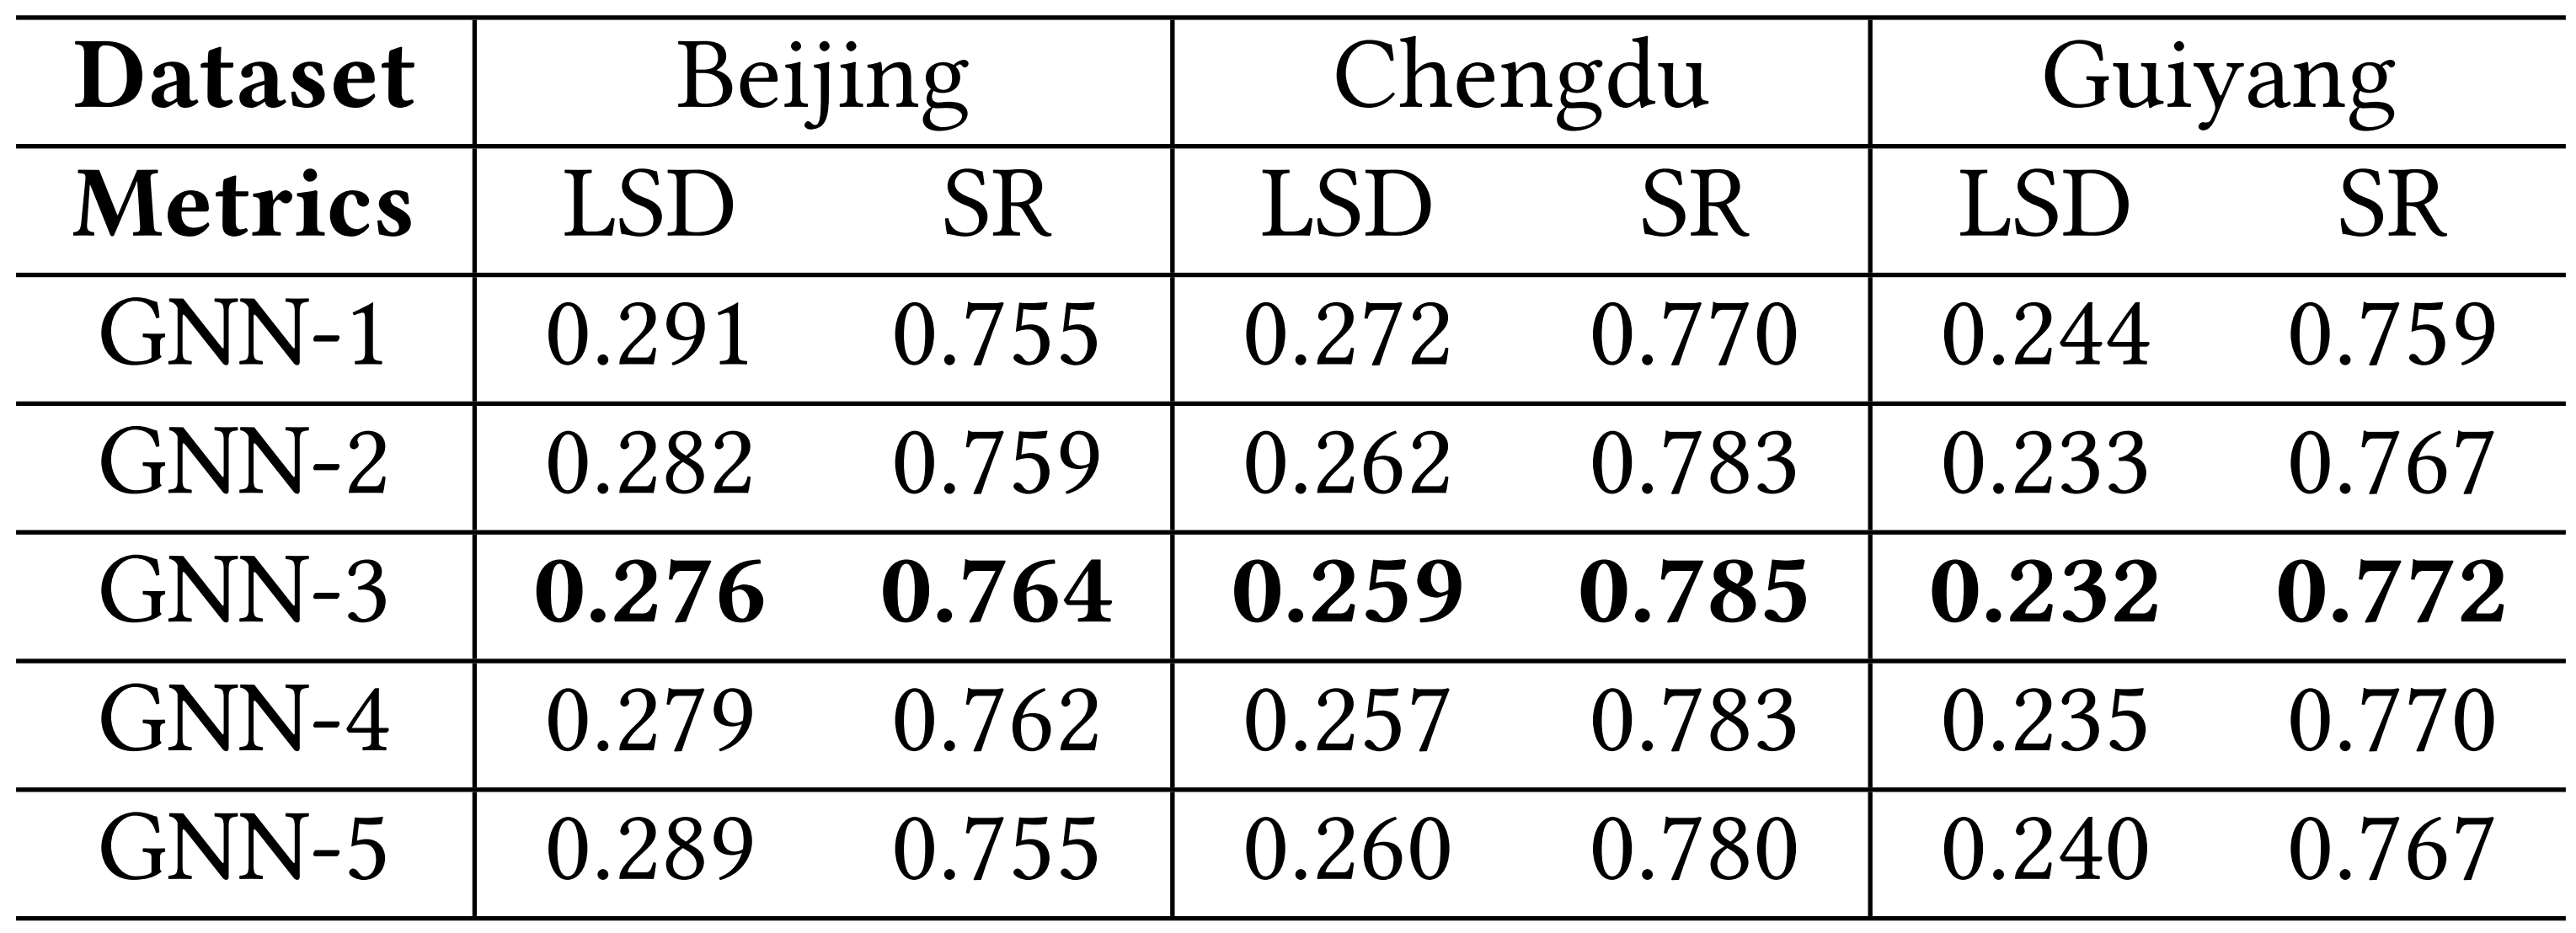 Dataset Beijing Chengdu Guiyang
Metrics LSD SR LSD SR LSD SR
GNN-1 0.291 0.755 0.272 0.770 0.244 0.759
GNN-2 0.282 0.759 0.262 0.783 0.233 0.767
GNN-3 0.276 0.764 0.259 0.785 0.232 0.772
GNN-4 0.279 0.762 0.257 0.783 0.235 0.770
GNN-5 0.289 0.755 0.260 0.780 0.240 0.767